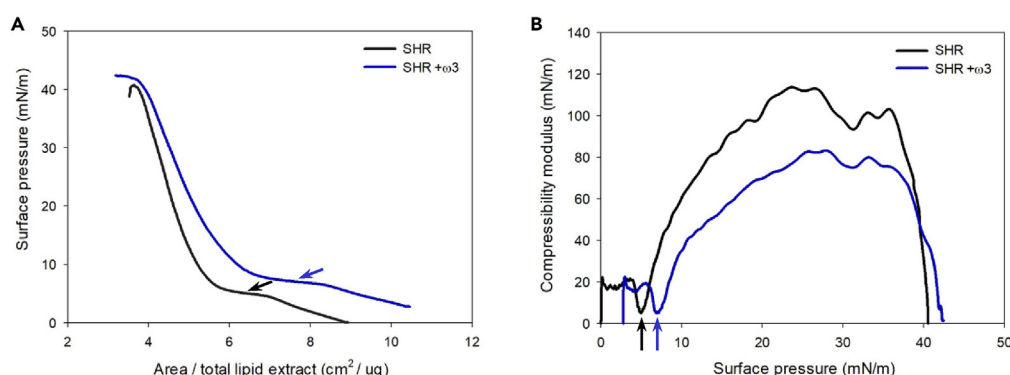 A
50
40
30
20
10
0
Surface pressure (mN/m)
SHR
SHR +ω3
2
4
6
8
10
12
Area / total lipid extract (cm² / ug)
B
140
120
100
80
60
40
20
0
Compressibility modulus (mN/m)
SHR
SHR +ω3
0
10
20
30
40
50
Surface pressure (mN/m)